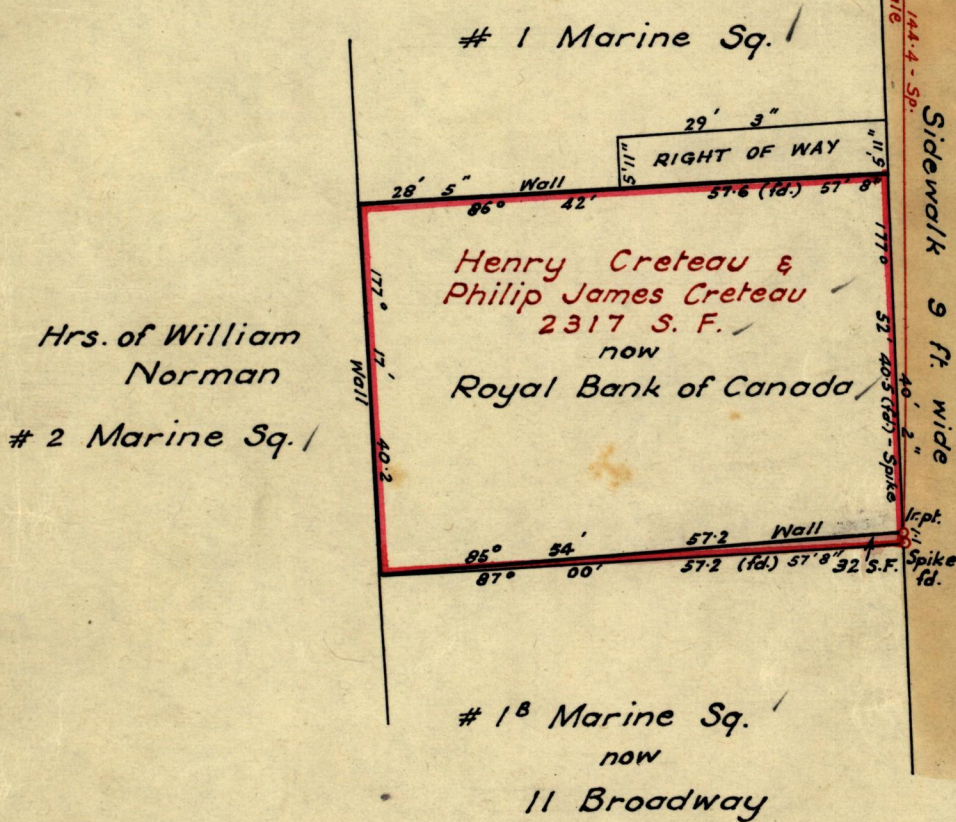 # 1 Marine Sq.
144.4 - Sp.
Sidewalk 9 ft. wide
29' 3"
RIGHT OF WAY
5'11"
5'11"
28' 5" Wall 57.6 (fd.) 57' 8"
86° 42'
Henry Creteau &
Philip James Creteau
2317 S. F.
now
Royal Bank of Canada
177° 17' 40.2
Wall
177° 52' 40.5 (fd) - Spike
40' 2"
Hrs. of William
Norman
# 2 Marine Sq.
Ir.pt.
1.1
Spike
fd.
85° 54' 57.2 Wall
87° 00' 57.2 (fd.) 57'8" 32 S.F.
# 1ᴮ Marine Sq.
now
11 Broadway